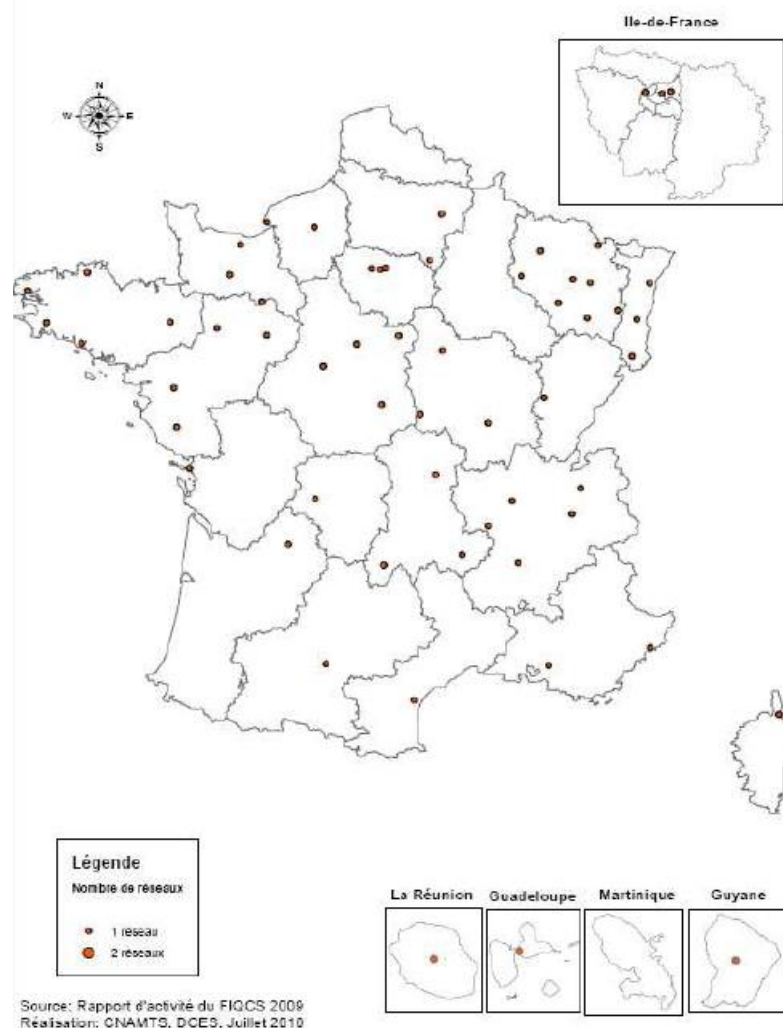 Ile-de-France
N
W E
S
Légende
Nombre de réseaux
1 réseau
2 réseaux
La Réunion Guadeloupe Martinique Guyane
Source: Rapport d'activité du FIQCS 2009
Réalisation: CNAMTS, DCES, Juillet 2010